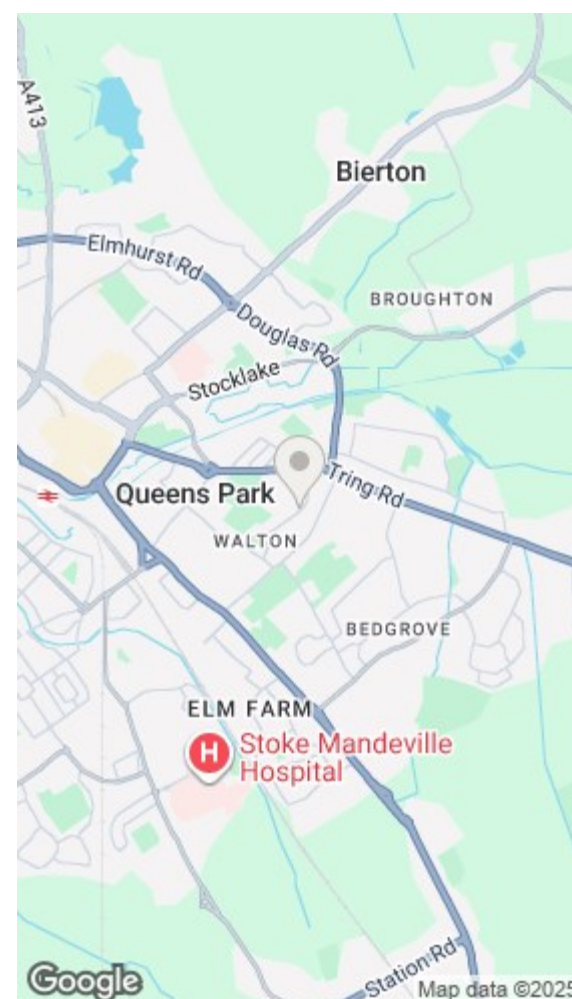 A413
Bierton
Elmhurst Rd
BROUGHTON
Douglas Rd
Stocklake
Tring Rd
Queens Park
WALTON
BEDGROVE
ELM FARM
H
Stoke Mandeville
Hospital
Station Rd
Google
Map data ©2025